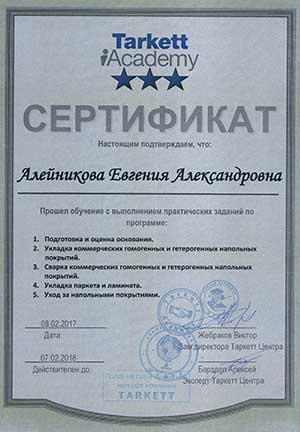 Tarkett
iAcademy
СЕРТИФИКАТ
Настоящим подтверждаем, что:
Алейникова Евгения Александровна
Прошел обучение с выполнением практических заданий по
программе:
1. Подготовка и оценка основания.
2. Укладка коммерческих гомогенных и гетерогенных напольных
покрытий.
3. Сварка коммерческих гомогенных и гетерогенных напольных
покрытий.
4. Укладка паркета и ламината.
5. Уход за напольными покрытиями.
08.02.2017
Дата:
Жебраков Виктор
Зам.директора Таркетт Центра
07.02.2018
Действителен до:
Бардарл Алексей
Эксперт Таркетт Центра
TARKETT